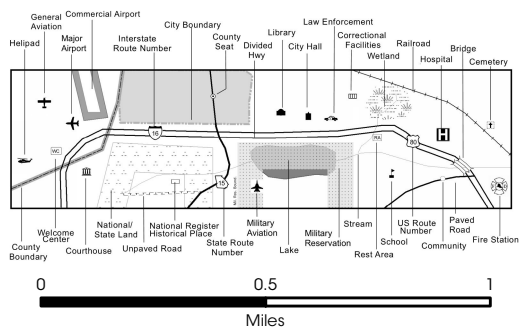 General
Aviation
Commercial Airport
Helipad
Major
Airport
Interstate
Route Number
City Boundary
County
Seat
Divided
Hwy
Library
City Hall
Law Enforcement
Correctional
Facilities
Wetland
Railroad
Hospital
Bridge
Cemetery
16
WC
RA
80
15
H
County
Boundary
Welcome
Center
Courthouse
National/
State Land
Unpaved Road
National Register
Historical Place
State Route
Number
Military
Aviation
Lake
Military
Reservation
Stream
Rest Area
School
US Route
Number
Community
Paved
Road
Fire Station
0
0.5
1
Miles